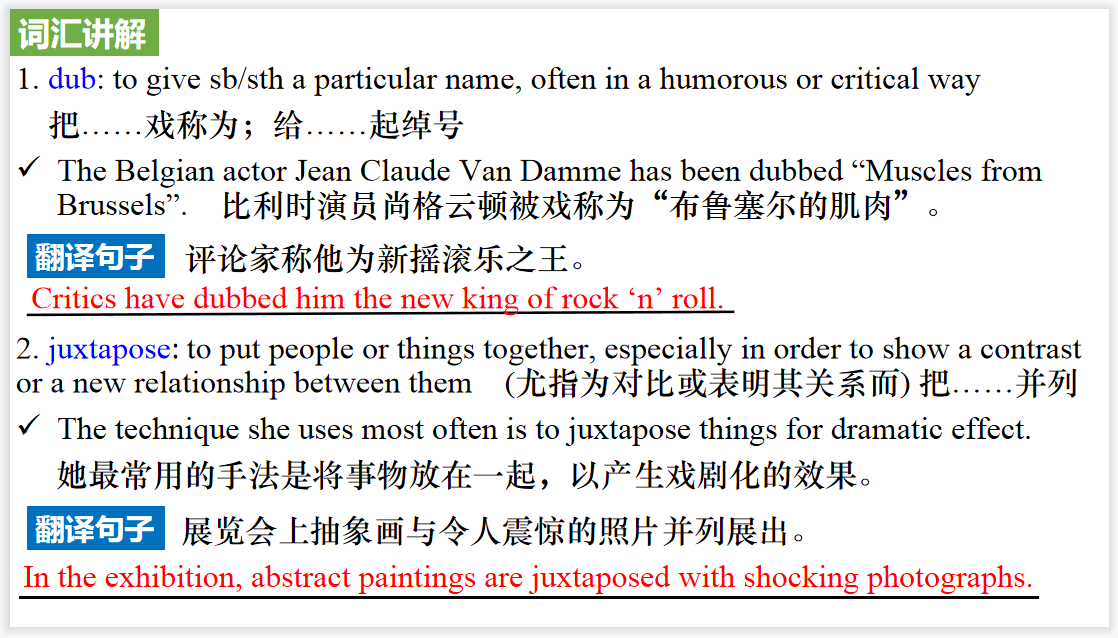 词汇讲解
1. dub: to give sb/sth a particular name, often in a humorous or critical way
把……戏称为；给……起绰号
✓ The Belgian actor Jean Claude Van Damme has been dubbed “Muscles from
Brussels”. 比利时演员尚格云顿被戏称为“布鲁塞尔的肌肉”。
翻译句子 评论家称他为新摇滚乐之王。
Critics have dubbed him the new king of rock ‘n’ roll.
2. juxtapose: to put people or things together, especially in order to show a contrast
or a new relationship between them (尤指为对比或表明其关系而) 把……并列
✓ The technique she uses most often is to juxtapose things for dramatic effect.
她最常用的手法是将事物放在一起，以产生戏剧化的效果。
翻译句子 展览会上抽象画与令人震惊的照片并列展出。
In the exhibition, abstract paintings are juxtaposed with shocking photographs.